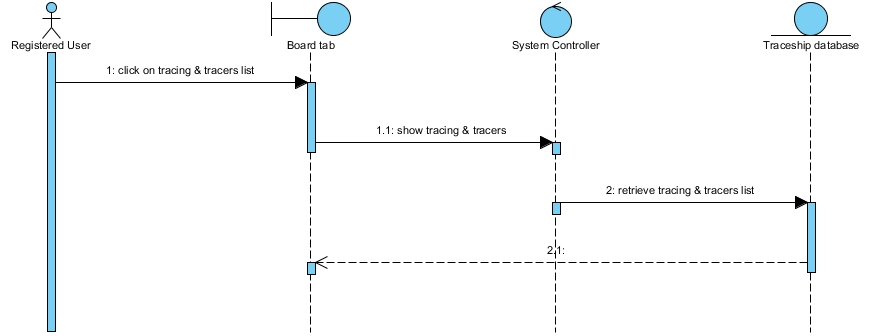 Registered User
Board tab
System Controller
Traceship database
1: click on tracing & tracers list
1.1: show tracing & tracers
2: retrieve tracing & tracers list
2.1: